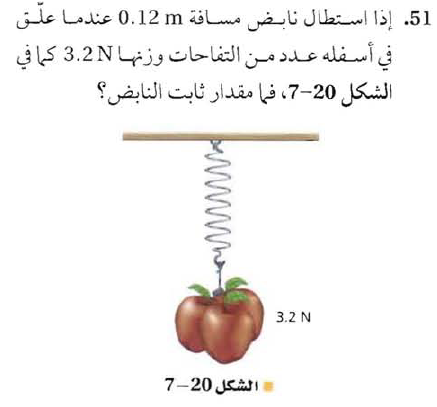 51. إذا استطال نابض مسافة 0.12 m عندما علّق
في أسفله عدد من التفاحات وزنها 3.2 N كما في
الشكل 20-7، فما مقدار ثابت النابض؟
3.2 N
الشكل 20-7